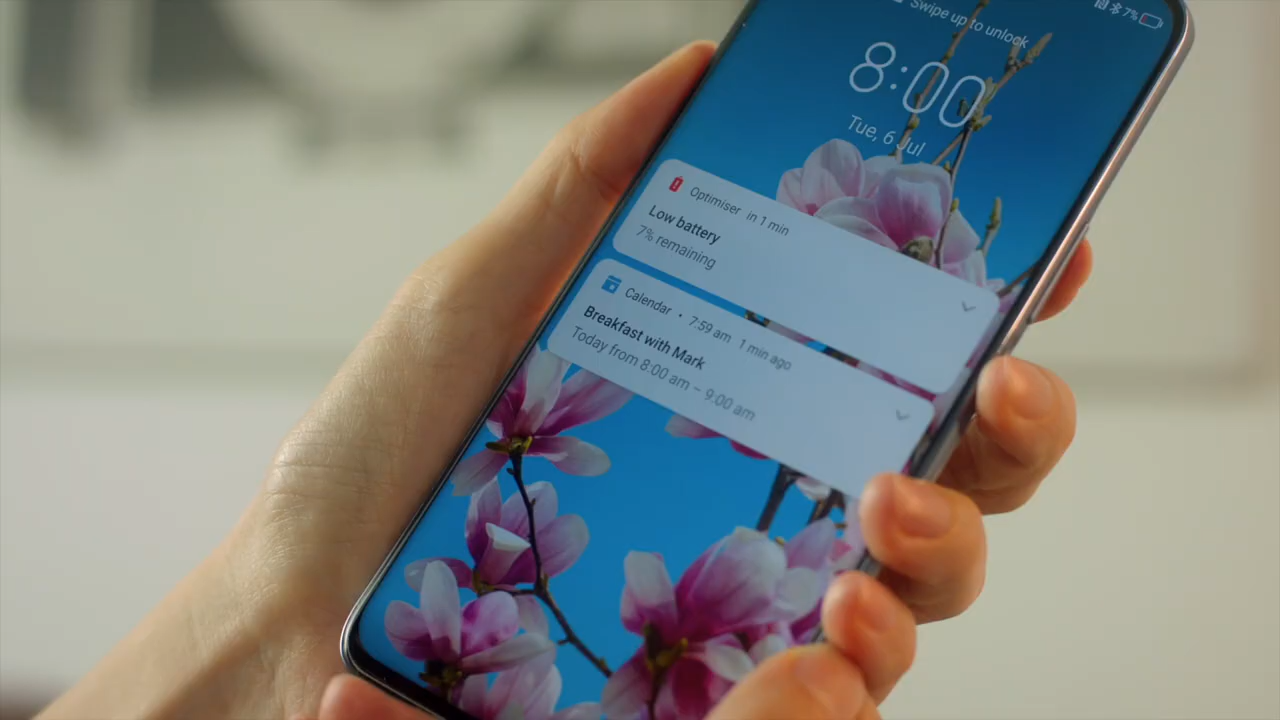 Swipe up to unlock
7%
8:00
Tue, 6 Jul
Optimiser in 1 min
Low battery
7% remaining
Calendar • 7:59 am 1 min ago
Breakfast with Mark
Today from 8:00 am – 9:00 am